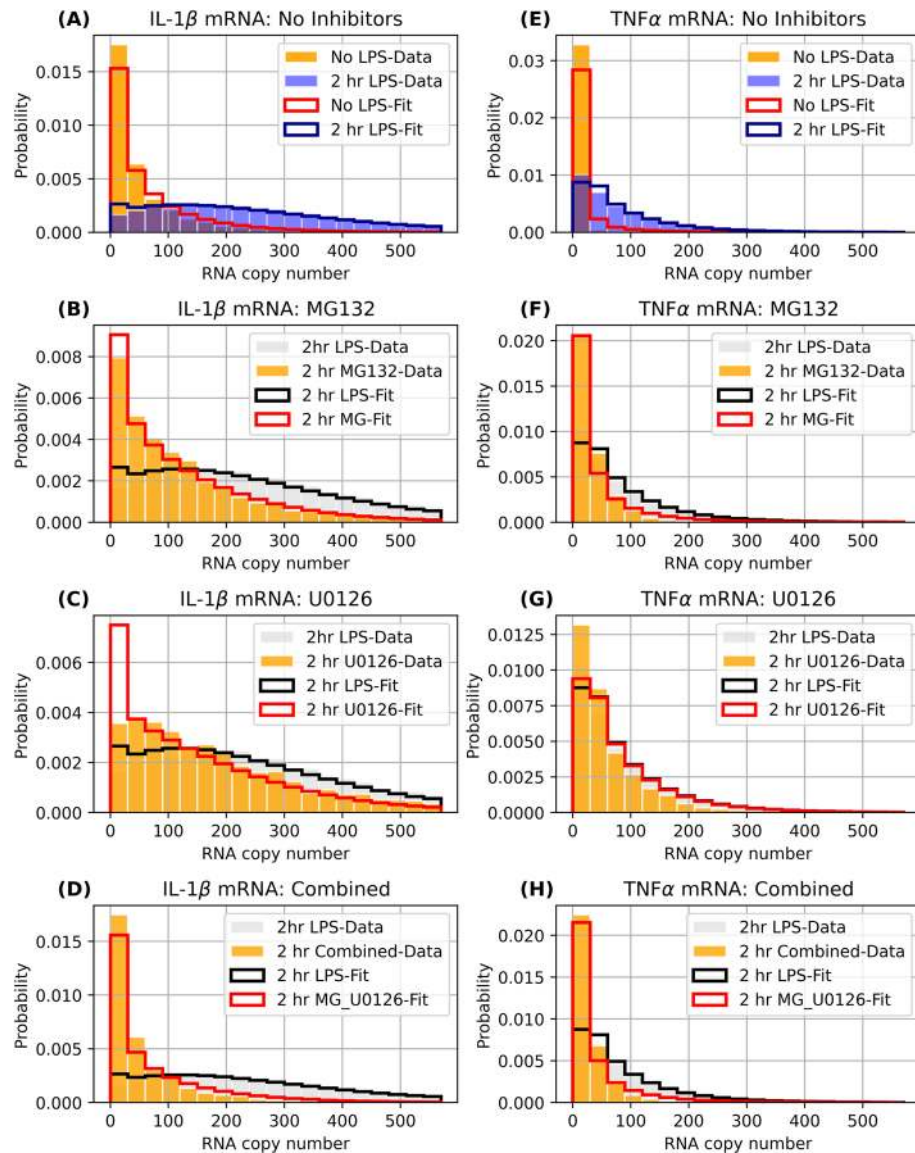 (A) IL-1β mRNA: No Inhibitors
Probability
0.015
0.010
0.005
0.000
No LPS-Data
2 hr LPS-Data
No LPS-Fit
2 hr LPS-Fit
0 100 200 300 400 500
RNA copy number
(E) TNFα mRNA: No Inhibitors
Probability
0.03
0.02
0.01
0.00
No LPS-Data
2 hr LPS-Data
No LPS-Fit
2 hr LPS-Fit
0 100 200 300 400 500
RNA copy number
(B) IL-1β mRNA: MG132
Probability
0.008
0.006
0.004
0.002
0.000
2hr LPS-Data
2 hr MG132-Data
2 hr LPS-Fit
2 hr MG-Fit
0 100 200 300 400 500
RNA copy number
(F) TNFα mRNA: MG132
Probability
0.020
0.015
0.010
0.005
0.000
2hr LPS-Data
2 hr MG132-Data
2 hr LPS-Fit
2 hr MG-Fit
0 100 200 300 400 500
RNA copy number
(C) IL-1β mRNA: U0126
Probability
0.006
0.004
0.002
0.000
2hr LPS-Data
2 hr U0126-Data
2 hr LPS-Fit
2 hr U0126-Fit
0 100 200 300 400 500
RNA copy number
(G) TNFα mRNA: U0126
Probability
0.0125
0.0100
0.0075
0.0050
0.0025
0.0000
2hr LPS-Data
2 hr U0126-Data
2 hr LPS-Fit
2 hr U0126-Fit
0 100 200 300 400 500
RNA copy number
(D) IL-1β mRNA: Combined
Probability
0.015
0.010
0.005
0.000
2hr LPS-Data
2 hr Combined-Data
2 hr LPS-Fit
2 hr MG_U0126-Fit
0 100 200 300 400 500
RNA copy number
(H) TNFα mRNA: Combined
Probability
0.020
0.015
0.010
0.005
0.000
2hr LPS-Data
2 hr Combined-Data
2 hr LPS-Fit
2 hr MG_U0126-Fit
0 100 200 300 400 500
RNA copy number